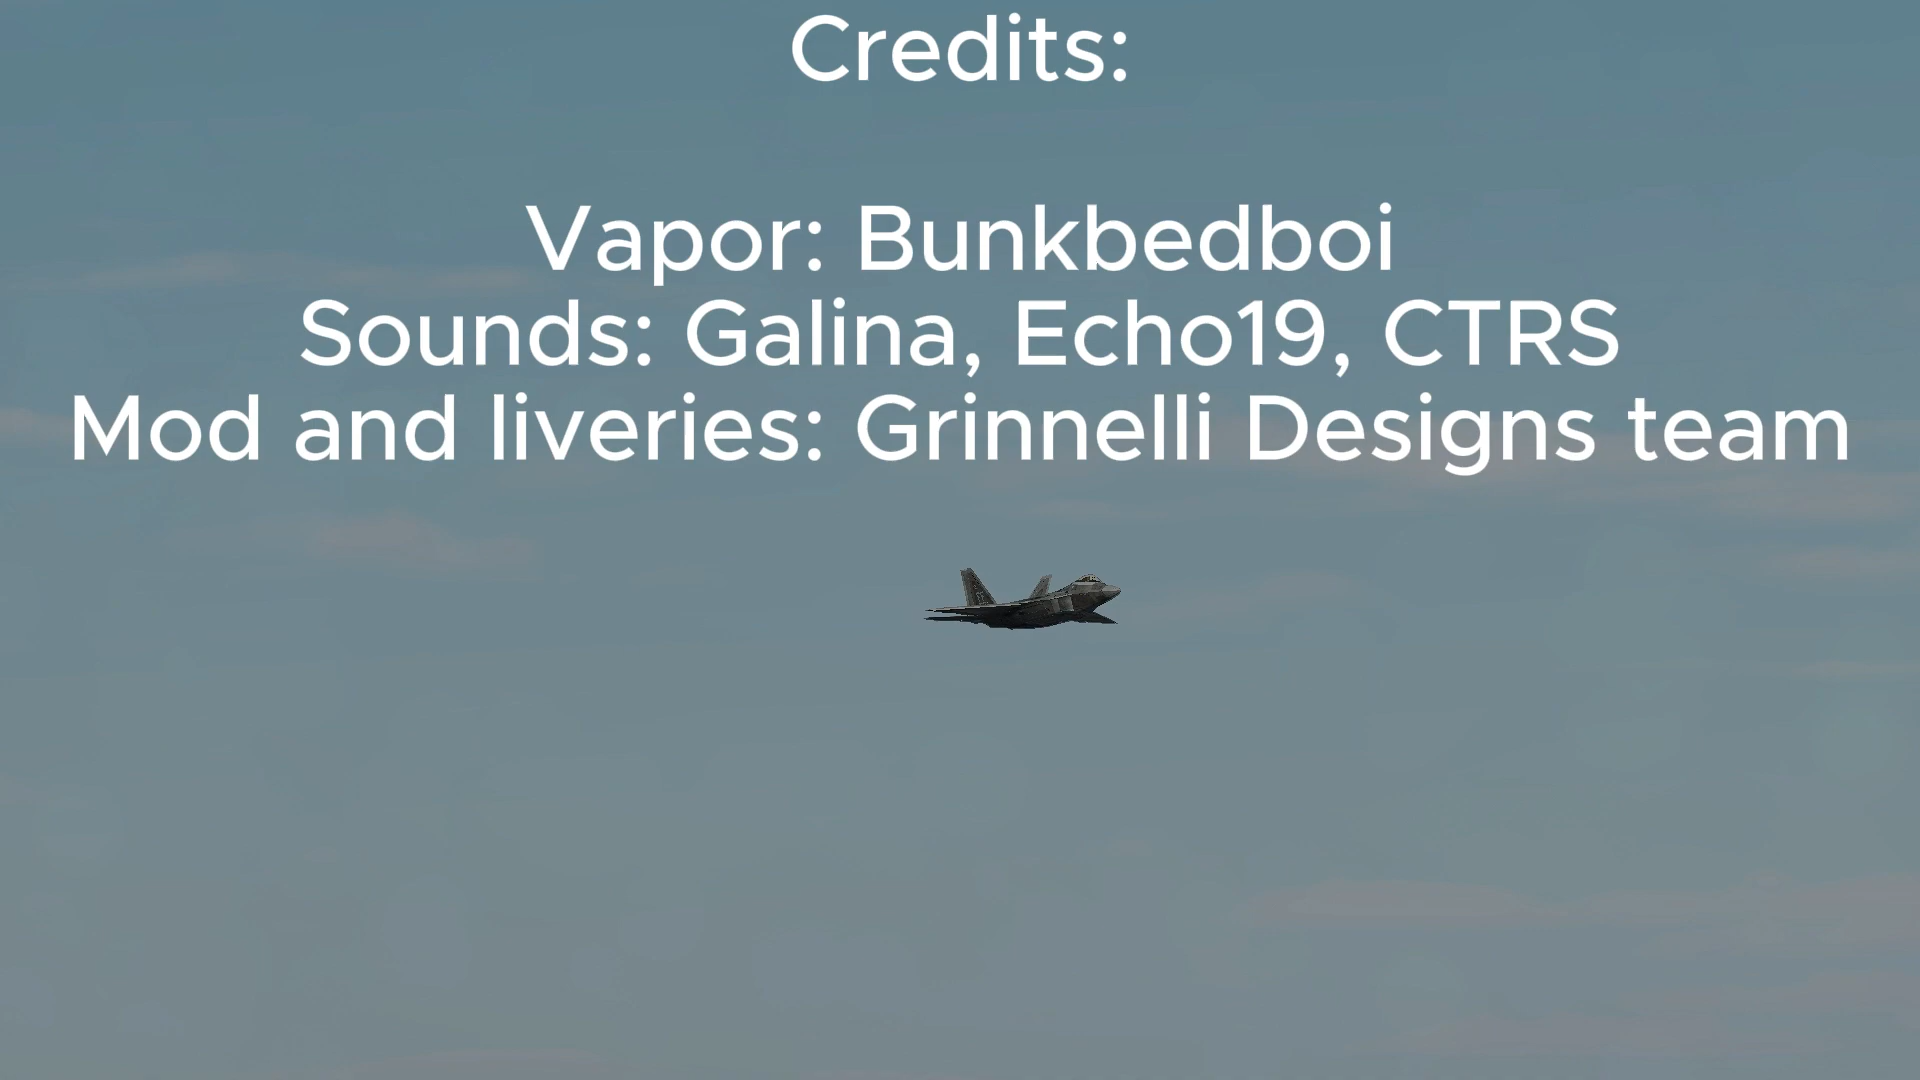 Credits:
Vapor: Bunkbedboi
Sounds: Galina, Echo19, CTRS
Mod and liveries: Grinnelli Designs team